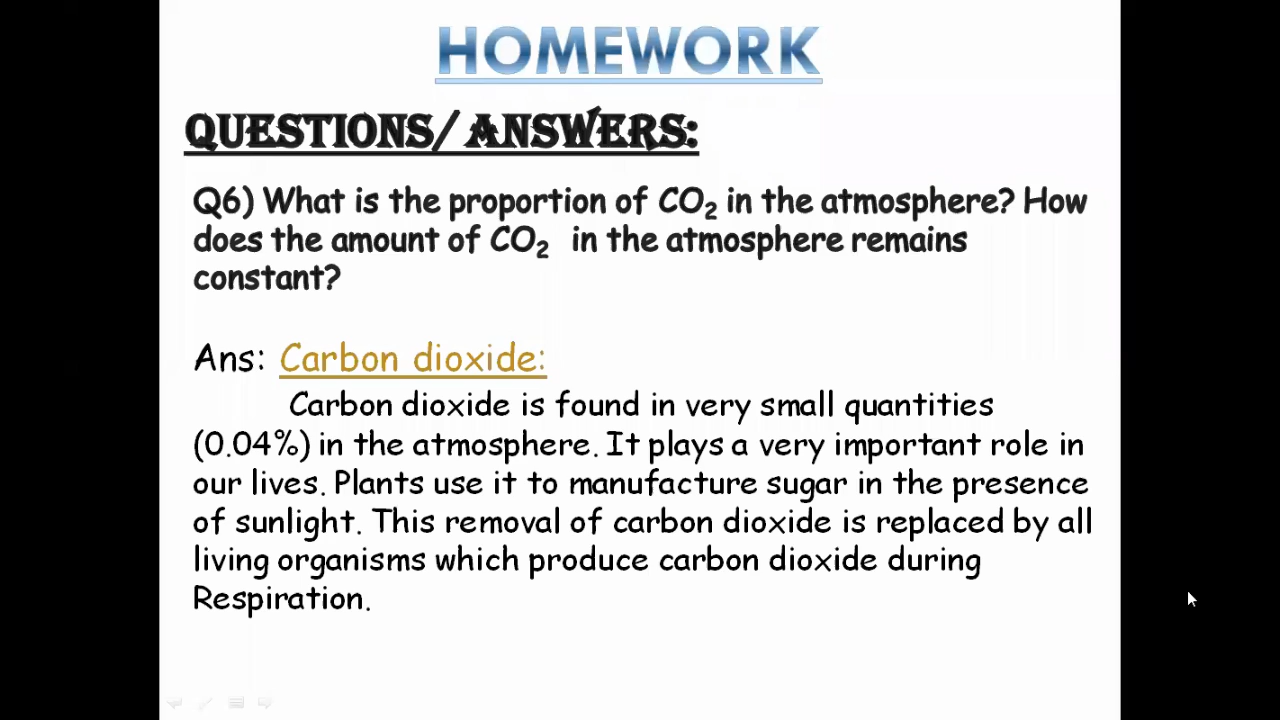 HOMEWORK
QUESTIONS/ ANSWERS:
Q6) What is the proportion of CO₂ in the atmosphere? How
does the amount of CO₂ in the atmosphere remains
constant?
Ans: Carbon dioxide:
Carbon dioxide is found in very small quantities
(0.04%) in the atmosphere. It plays a very important role in
our lives. Plants use it to manufacture sugar in the presence
of sunlight. This removal of carbon dioxide is replaced by all
living organisms which produce carbon dioxide during
Respiration.